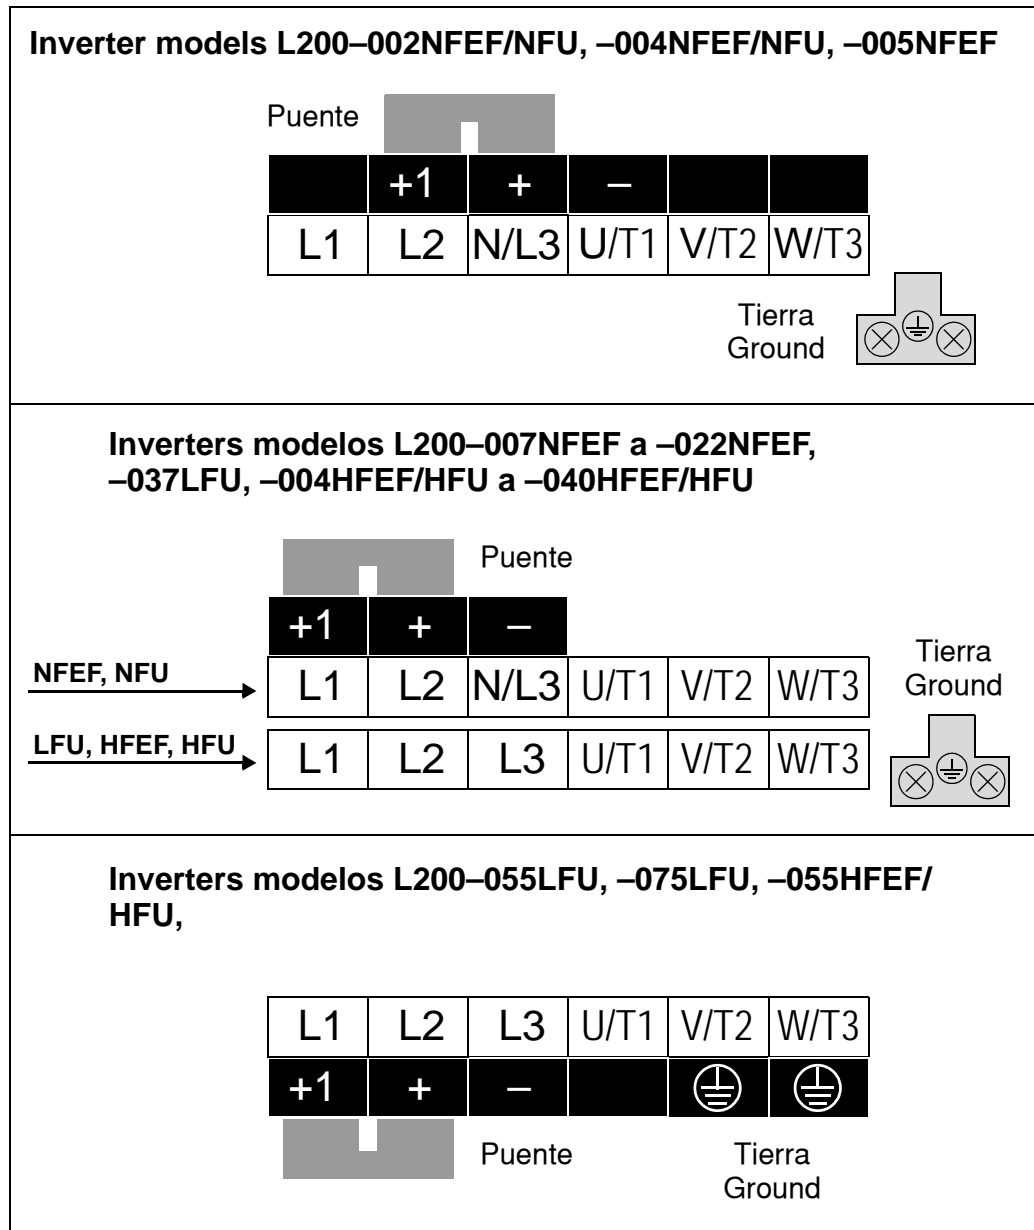 Inverter models L200–002NFEF/NFU, –004NFEF/NFU, –005NFEF
Puente
+1 + –
L1 L2 N/L3 U/T1 V/T2 W/T3
Tierra
Ground
Inverters modelos L200–007NFEF a –022NFEF,
–037LFU, –004HFEF/HFU a –040HFEF/HFU
Puente
+1 + –
NFEF, NFU
L1 L2 N/L3 U/T1 V/T2 W/T3
LFU, HFEF, HFU
L1 L2 L3 U/T1 V/T2 W/T3
Tierra
Ground
Inverters modelos L200–055LFU, –075LFU, –055HFEF/
HFU,
L1 L2 L3 U/T1 V/T2 W/T3
+1 + –
Puente
Tierra
Ground